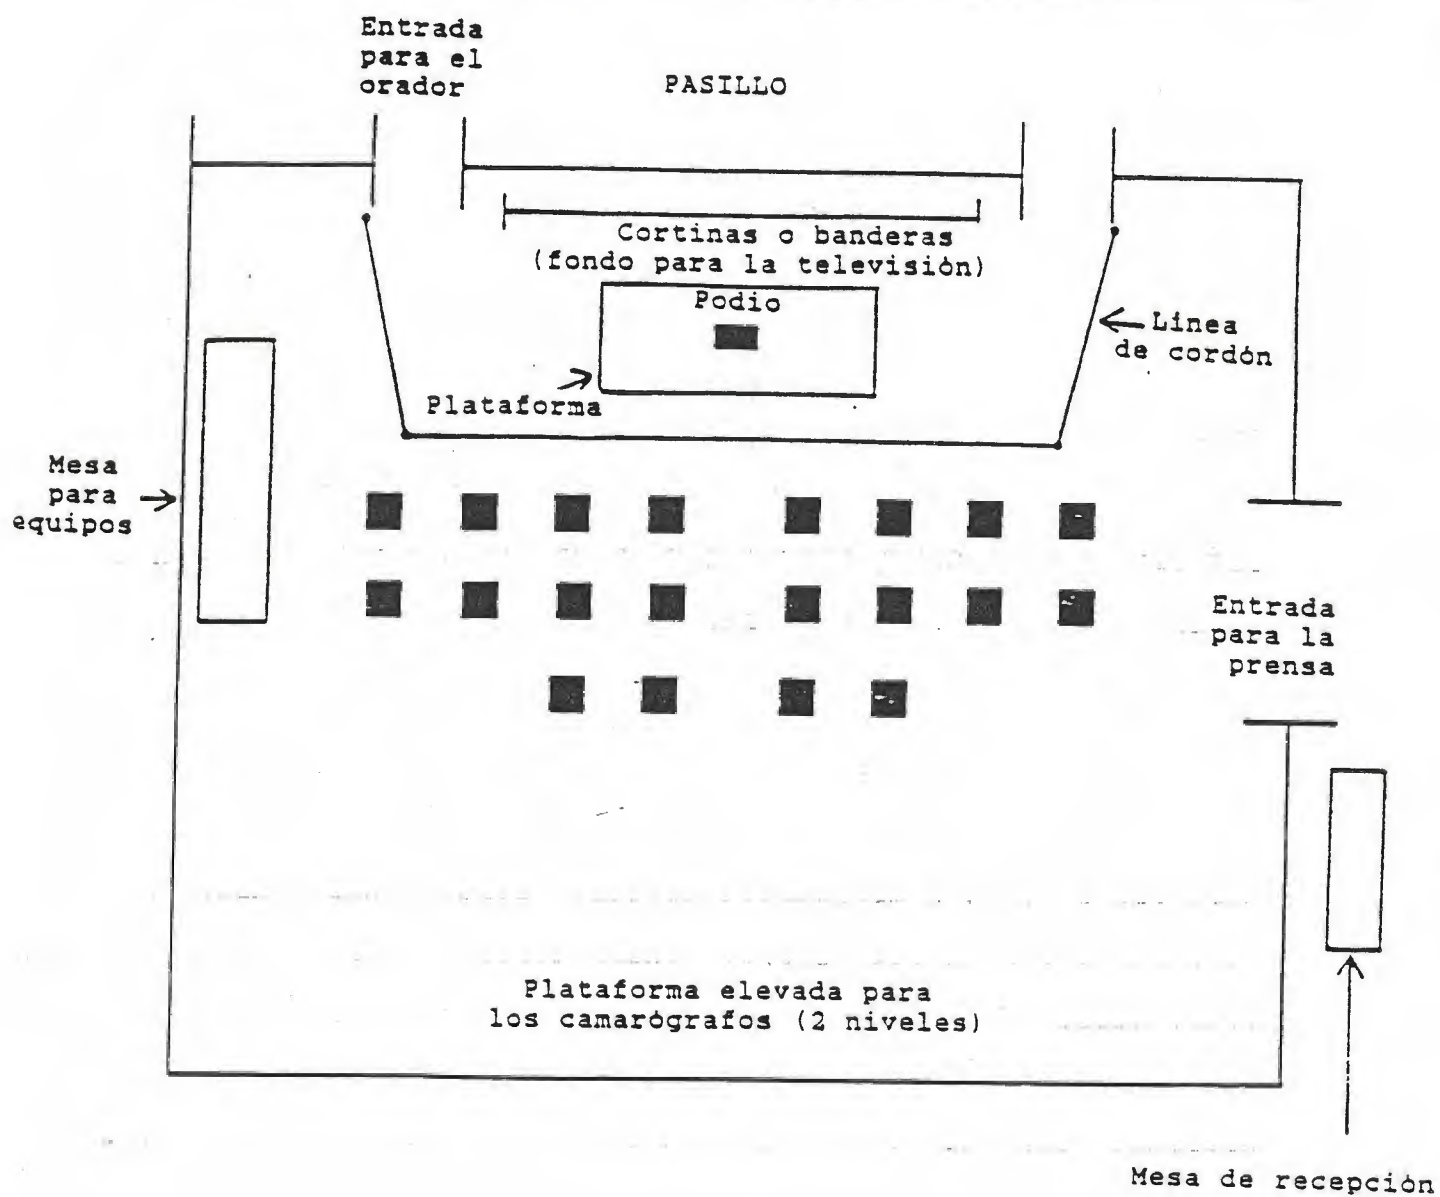 Entrada
para el
orador
PASILLO
Cortinas o banderas
(fondo para la televisión)
Podio
Línea
de cordón
Plataforma
Mesa
para
equipos
Entrada
para la
prensa
Plataforma elevada para
los camarógrafos (2 niveles)
Mesa de recepción